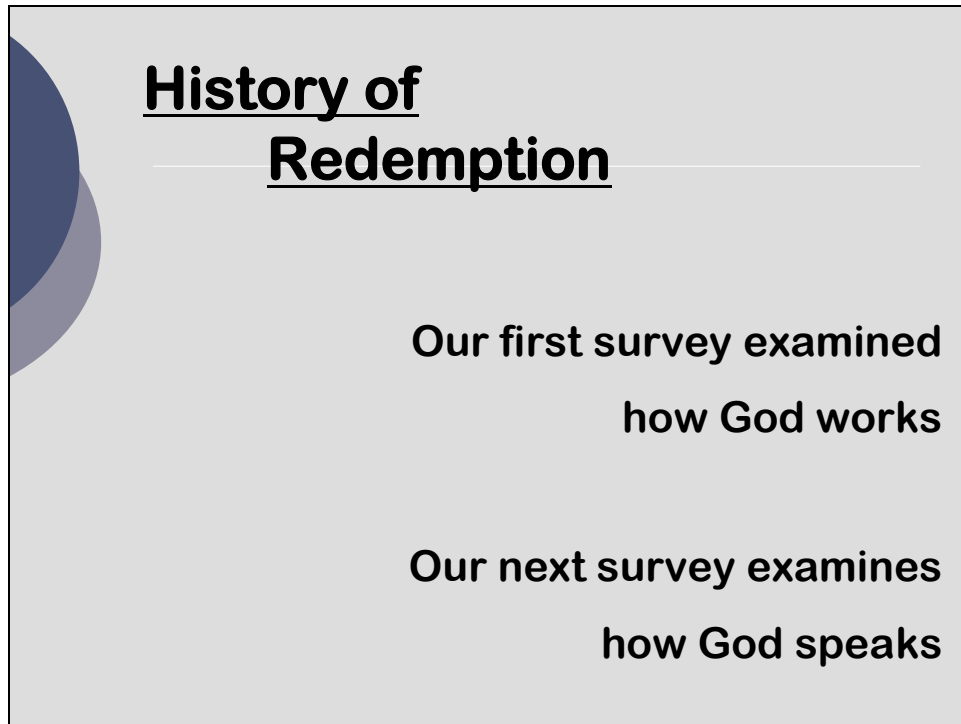 History of
Redemption
Our first survey examined
how God works
Our next survey examines
how God speaks